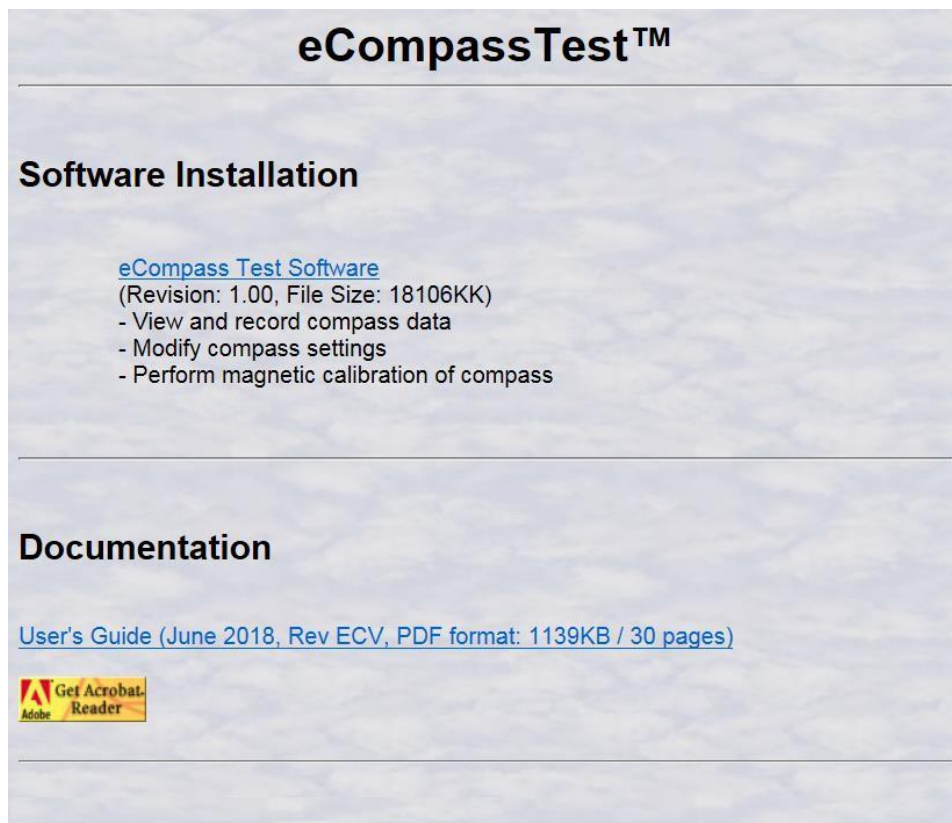 eCompassTest™
Software Installation
eCompass Test Software
(Revision: 1.00, File Size: 18106KK)
- View and record compass data
- Modify compass settings
- Perform magnetic calibration of compass
Documentation
User's Guide (June 2018, Rev ECV, PDF format: 1139KB / 30 pages)
Get Acrobat
Reader
Adobe